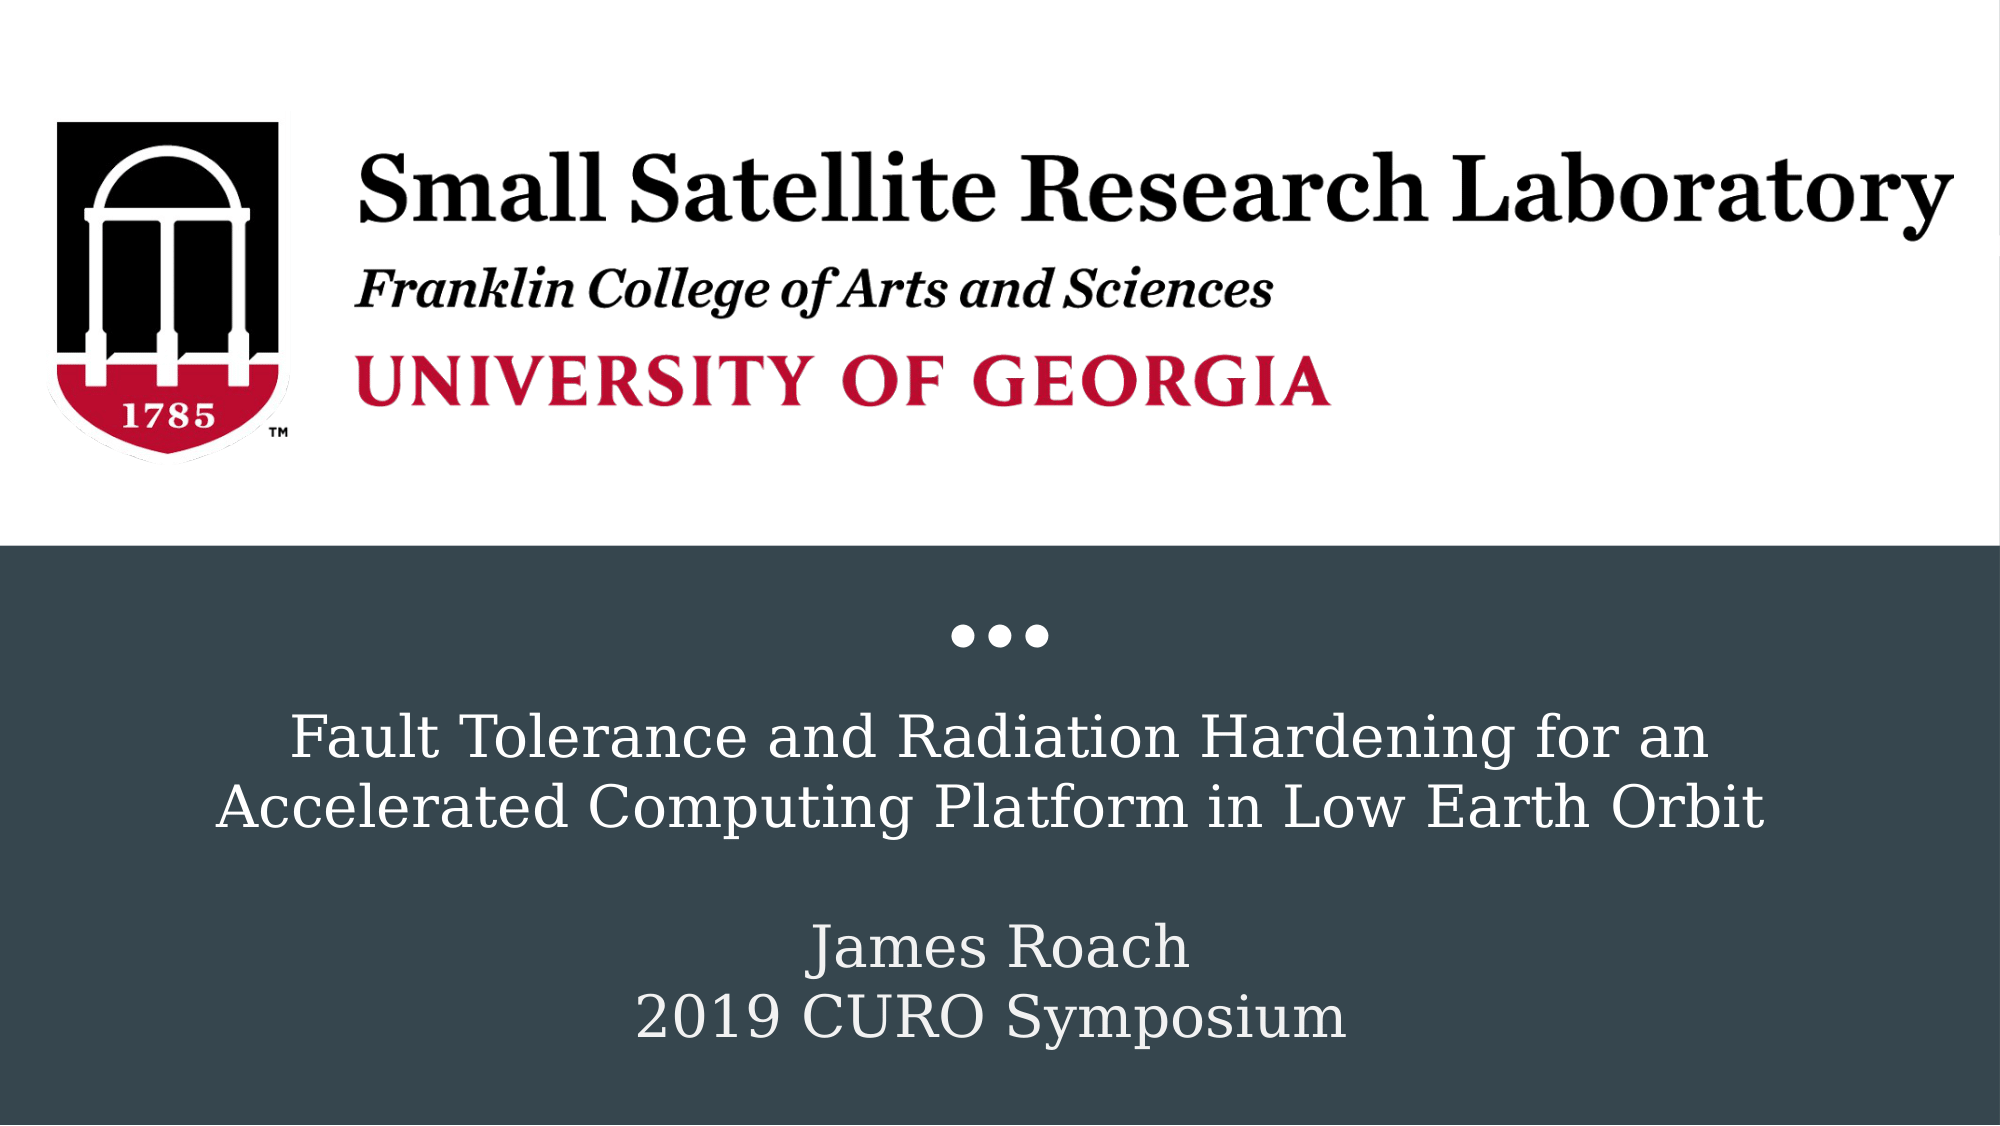 Small Satellite Research Laboratory
Franklin College of Arts and Sciences
UNIVERSITY OF GEORGIA
1785
TM
Fault Tolerance and Radiation Hardening for an
Accelerated Computing Platform in Low Earth Orbit
James Roach
2019 CURO Symposium